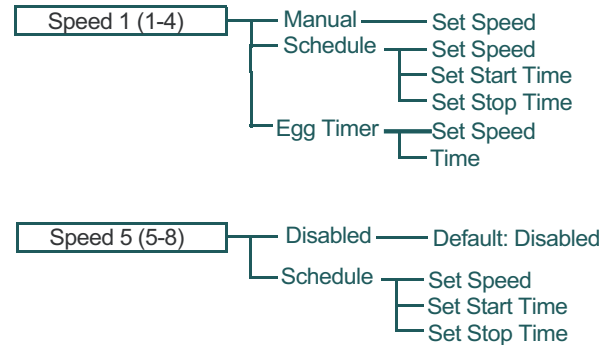 Speed 1 (1-4)
Manual
Set Speed
Schedule
Set Speed
Set Start Time
Set Stop Time
Egg Timer
Set Speed
Time
Speed 5 (5-8)
Disabled
Default: Disabled
Schedule
Set Speed
Set Start Time
Set Stop Time